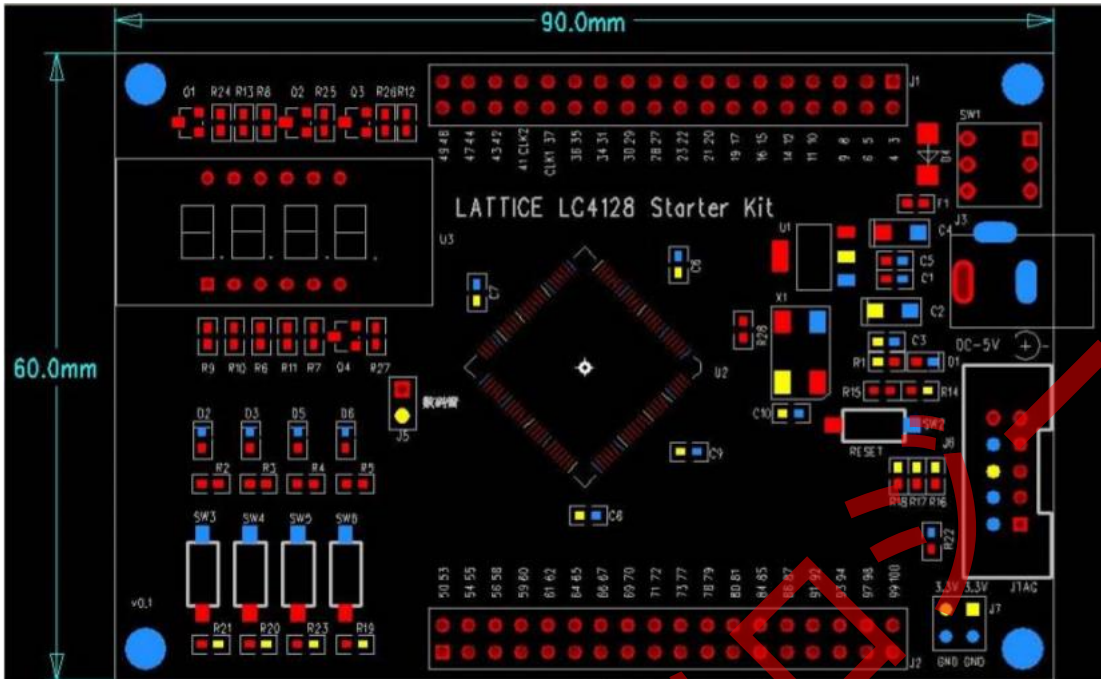 90.0mm
60.0mm
Q1 R24 R13 R8 Q2 R25 Q3 R26 R12
J1
SW1
49 48
47 44
43 42
41 CLK2
CLK1 37
36 35
34 31
30 29
28 27
23 22
21 20
19 17
16 15
14 12
11 10
9 8
6 5
4 3
D4
LATTICE LC4128 Starter Kit
F1
J3
U3
U1
C4
C7
C6
C5
C1
X1
C2
R28
C3
DC-5V
R9 R10 R6 R11 R7 Q4 R27
U2
R1
D1
R15
R14
数码管
J5
C10
D2 D3 D5 D6
SW2
RESET
J6
C9
R2 R3 R4 R5
R18 R17 R16
C8
SW3 SW4 SW5 SW6
R22
50 53
54 55
56 58
59 60
61 62
64 65
66 67
69 70
71 72
73 77
78 79
80 81
84 85
86 87
91 92
93 94
97 98
99 100
JTAG
3.3V 3.3V
v0.1
J7
R21 R20 R23 R19
J2
GND GND